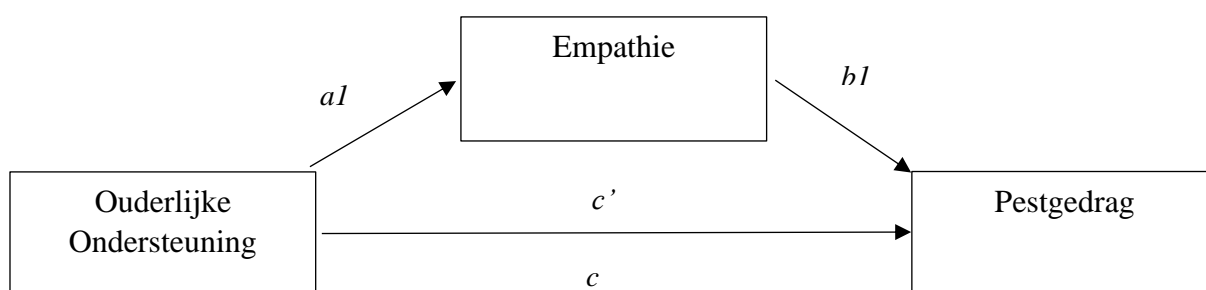 Empathie
a1
b1
Ouderlijke
Ondersteuning
c’
Pestgedrag
c